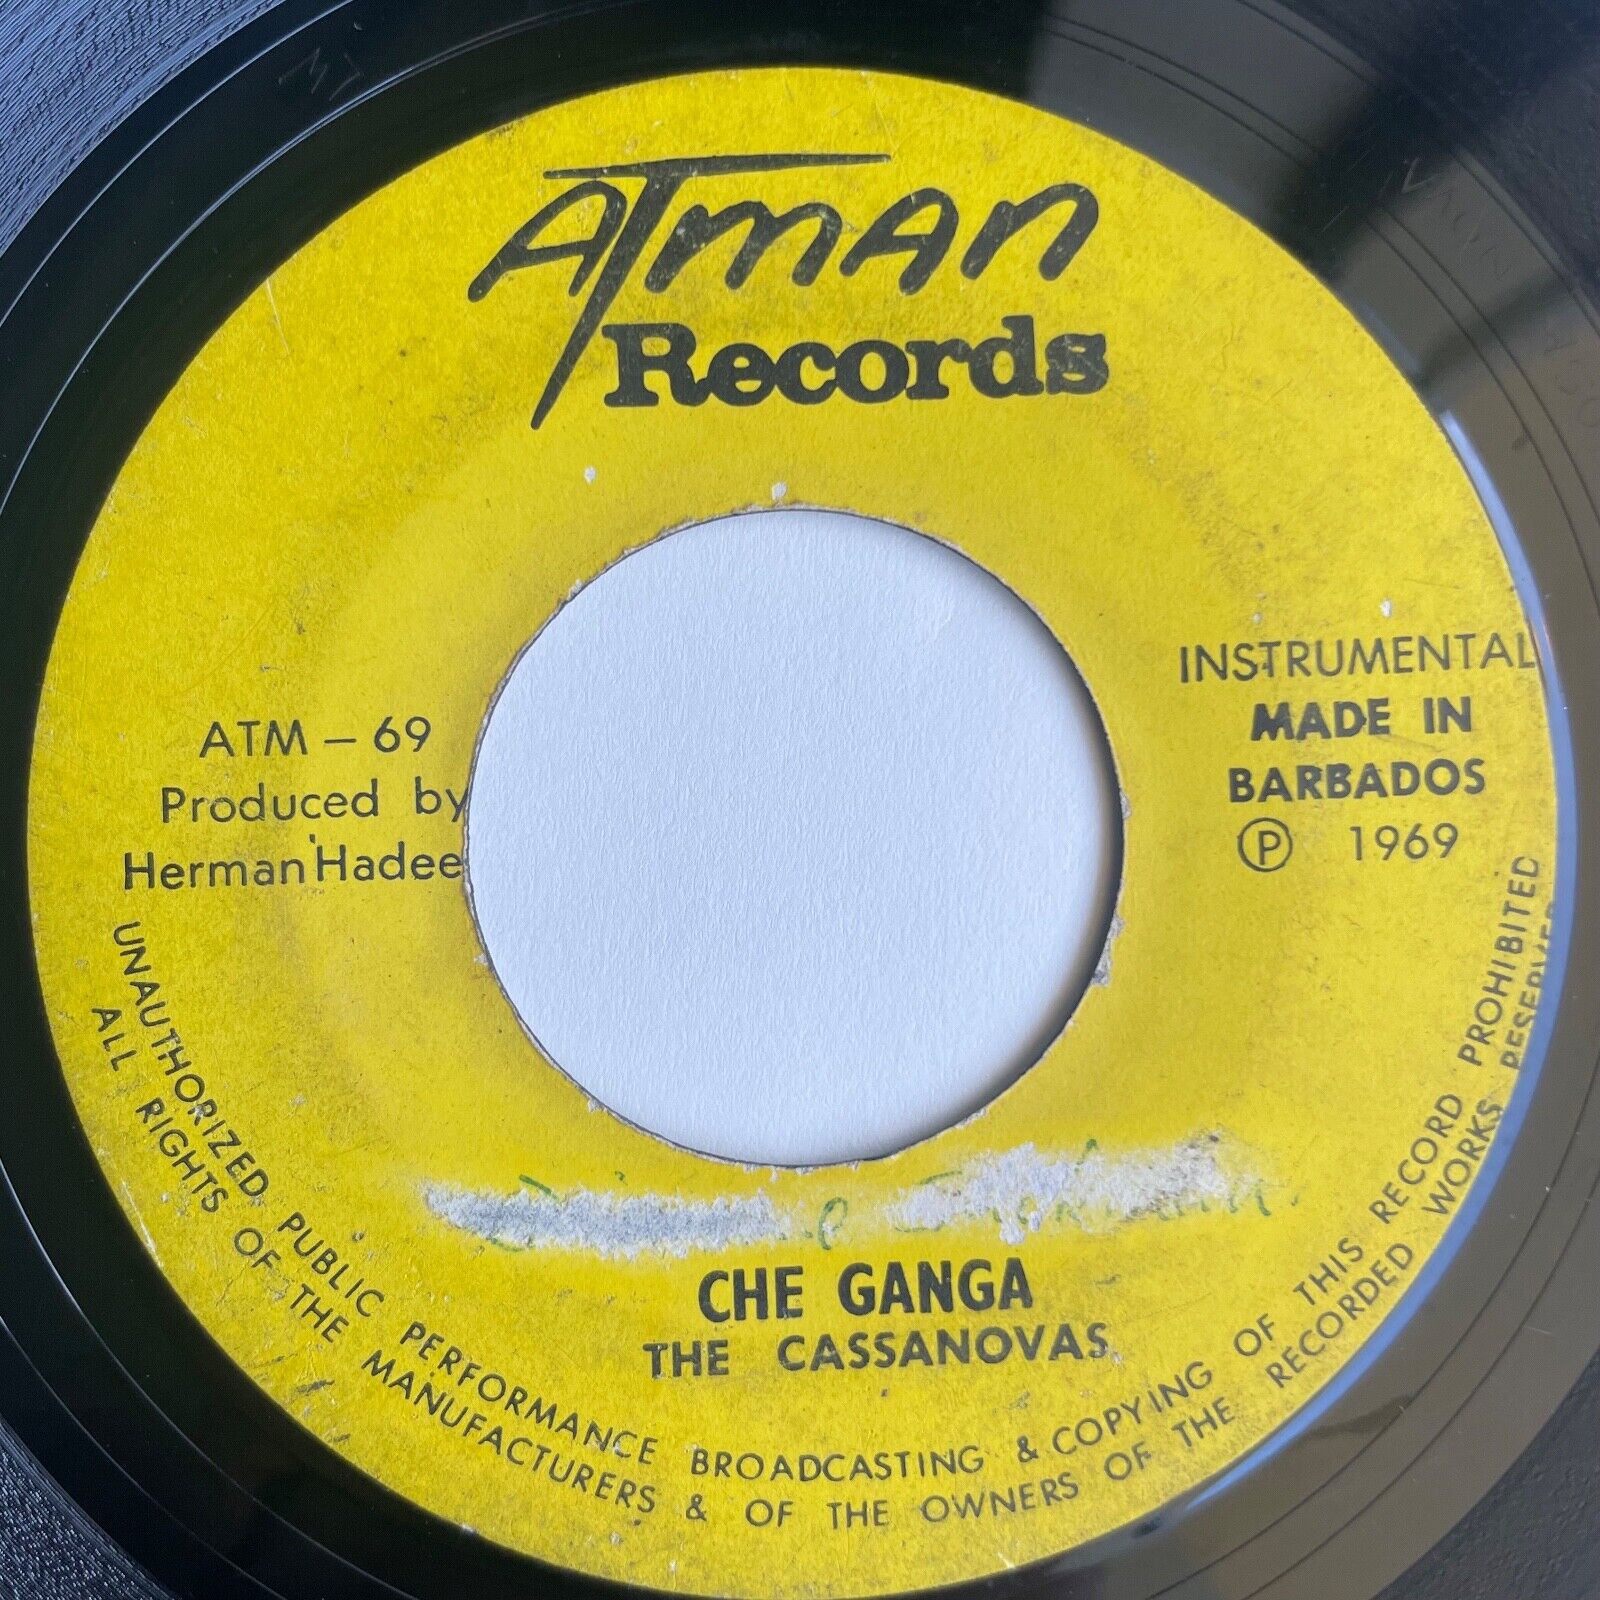 ATMAN
Records
INSTRUMENTAL
MADE IN
BARBADOS
Ⓟ 1969
ATM – 69
Produced by
Herman Hadee
CHE GANGA
THE CASSANOVAS
UNAUTHORIZED PUBLIC PERFORMANCE BROADCASTING & COPYING OF THIS RECORD PROHIBITED
ALL RIGHTS OF THE MANUFACTURERS & OF THE OWNERS OF THE RECORDED WORKS RESERVED